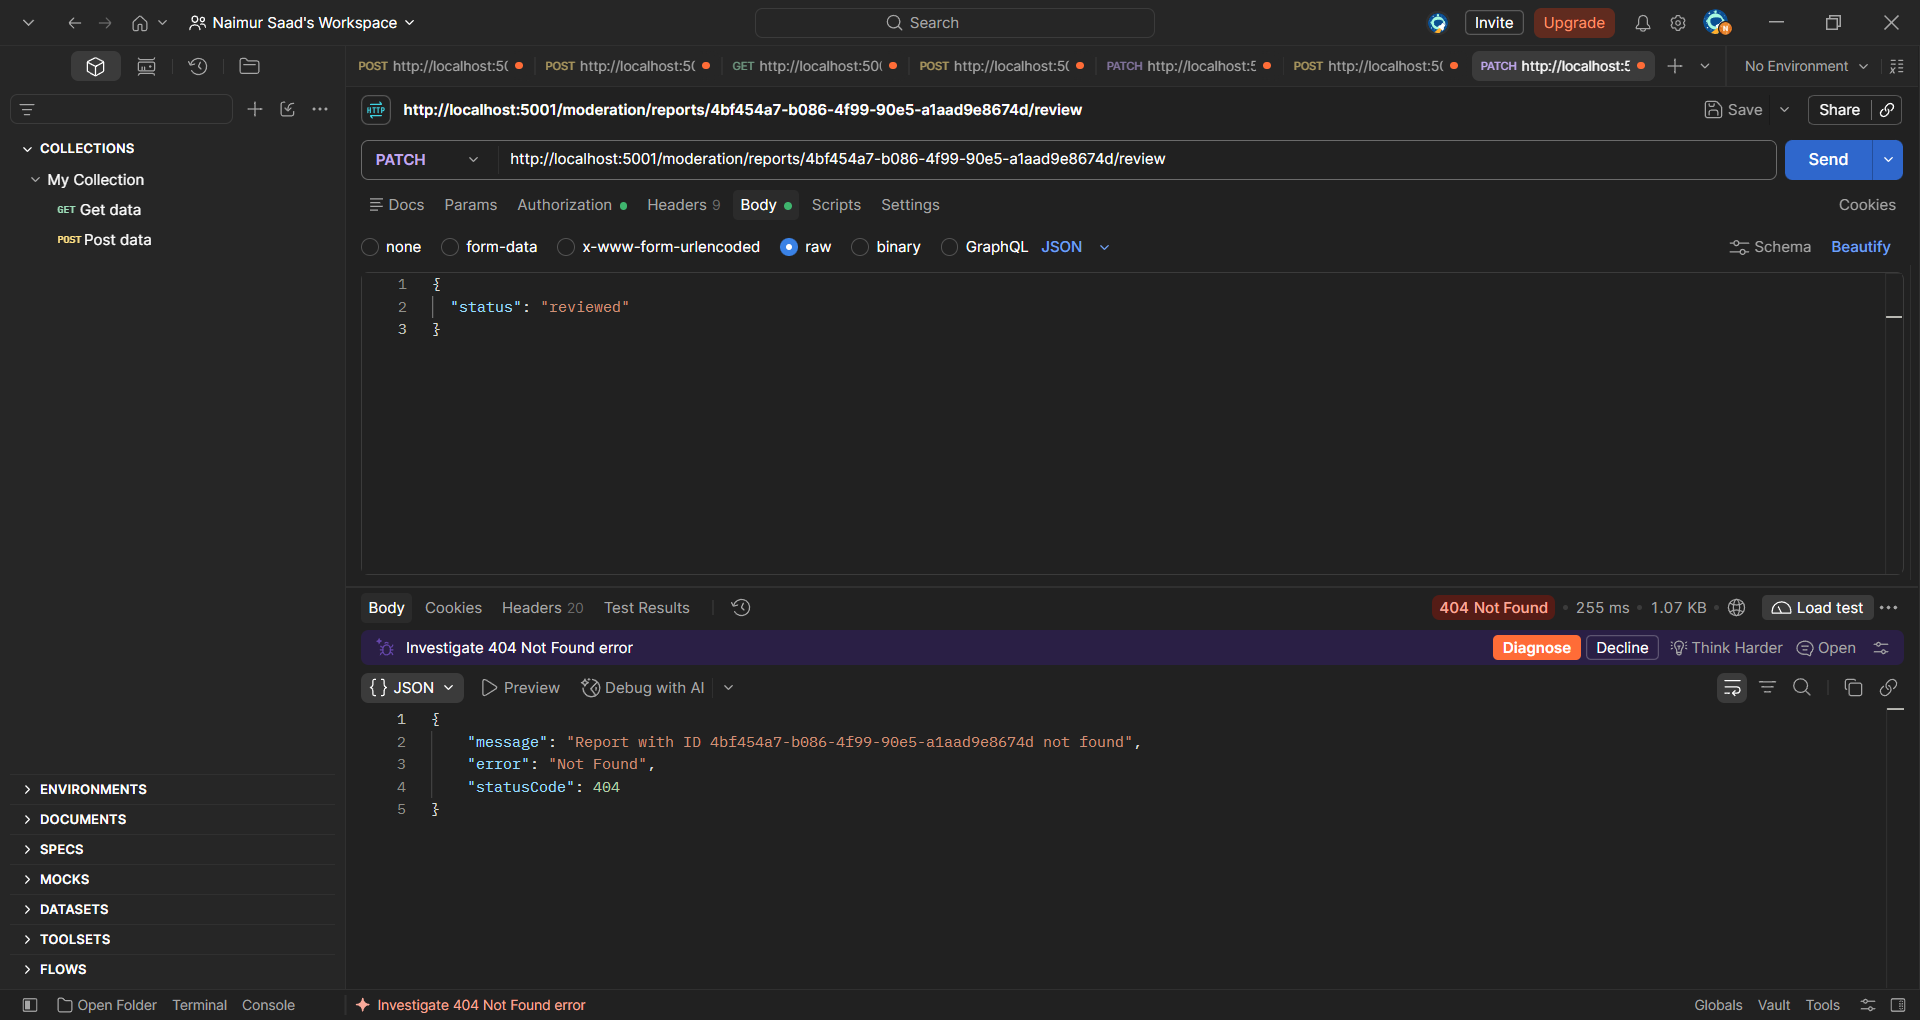 Naimur Saad's Workspace
Search
Invite
Upgrade
POST http://localhost:50
POST http://localhost:50
GET http://localhost:500
POST http://localhost:50
PATCH http://localhost:5
POST http://localhost:50
PATCH http://localhost:5
No Environment
HTTP http://localhost:5001/moderation/reports/4bf454a7-b086-4f99-90e5-a1aad9e8674d/review
Save
Share
COLLECTIONS
My Collection
GET Get data
POST Post data
PATCH
http://localhost:5001/moderation/reports/4bf454a7-b086-4f99-90e5-a1aad9e8674d/review
Send
Docs Params Authorization Headers 9 Body Scripts Settings
Cookies
none form-data x-www-form-urlencoded raw binary GraphQL JSON
Schema Beautify
1 {
2 "status": "reviewed"
3 }
Body Cookies Headers 20 Test Results
404 Not Found 255 ms 1.07 KB
Load test
Investigate 404 Not Found error
Diagnose Decline Think Harder Open
{} JSON Preview Debug with AI
1 {
2 "message": "Report with ID 4bf454a7-b086-4f99-90e5-a1aad9e8674d not found",
3 "error": "Not Found",
4 "statusCode": 404
5 }
ENVIRONMENTS
DOCUMENTS
SPECS
MOCKS
DATASETS
TOOLSETS
FLOWS
Open Folder Terminal Console
Investigate 404 Not Found error
Globals Vault Tools